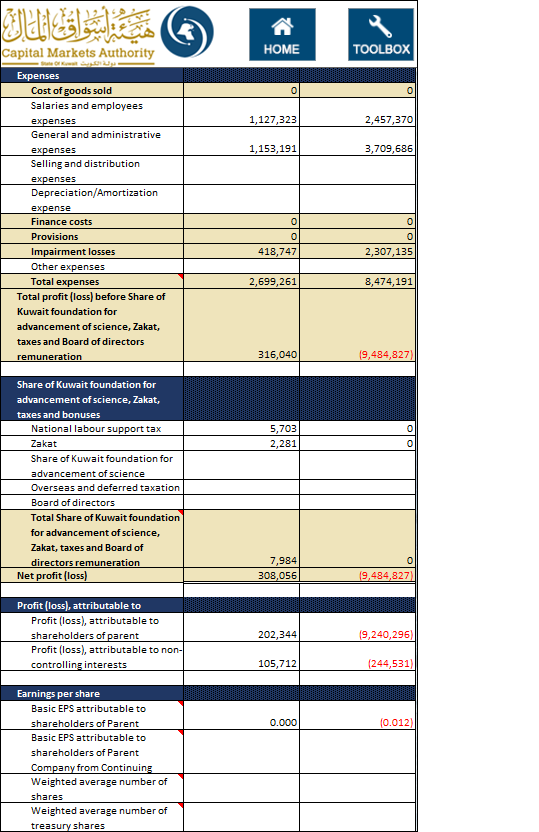 هيئة أسواق المال
Capital Markets Authority
State Of Kuwait دولة الكويت
HOME
TOOLBOX
Expenses
Cost of goods sold 0 0
Salaries and employees
expenses 1,127,323 2,457,370
General and administrative
expenses 1,153,191 3,709,686
Selling and distribution
expenses
Depreciation/Amortization
expense
Finance costs 0 0
Provisions 0 0
Impairment losses 418,747 2,307,135
Other expenses
Total expenses 2,699,261 8,474,191
Total profit (loss) before Share of
Kuwait foundation for
advancement of science, Zakat,
taxes and Board of directors
remuneration 316,040 (9,484,827)
Share of Kuwait foundation for
advancement of science, Zakat,
taxes and bonuses
National labour support tax 5,703 0
Zakat 2,281 0
Share of Kuwait foundation for
advancement of science
Overseas and deferred taxation
Board of directors
Total Share of Kuwait foundation
for advancement of science,
Zakat, taxes and Board of
directors remuneration 7,984 0
Net profit (loss) 308,056 (9,484,827)
Profit (loss), attributable to
Profit (loss), attributable to
shareholders of parent 202,344 (9,240,296)
Profit (loss), attributable to non-
controlling interests 105,712 (244,531)
Earnings per share
Basic EPS attributable to
shareholders of Parent 0.000 (0.012)
Basic EPS attributable to
shareholders of Parent
Company from Continuing
Weighted average number of
shares
Weighted average number of
treasury shares